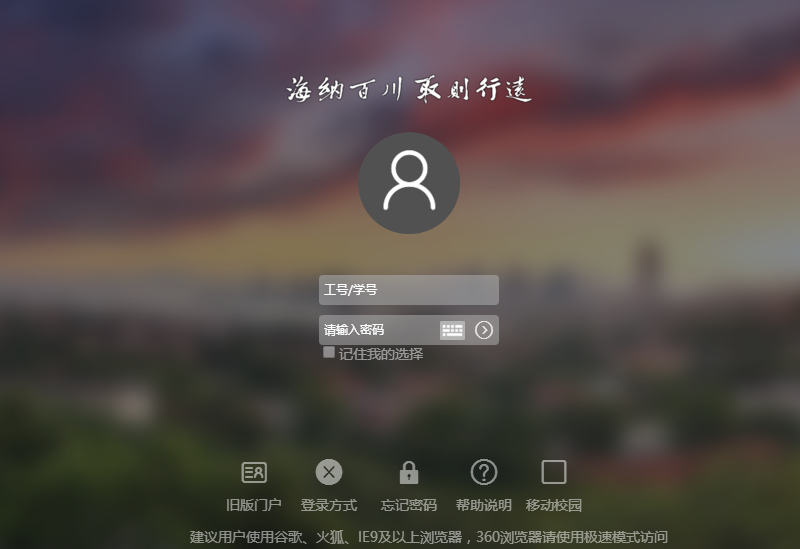 海纳百川 取则行远
工号/学号
请输入密码
记住我的选择
旧版门户 登录方式 忘记密码 帮助说明 移动校园
建议用户使用谷歌、火狐、IE9及以上浏览器，360浏览器请使用极速模式访问